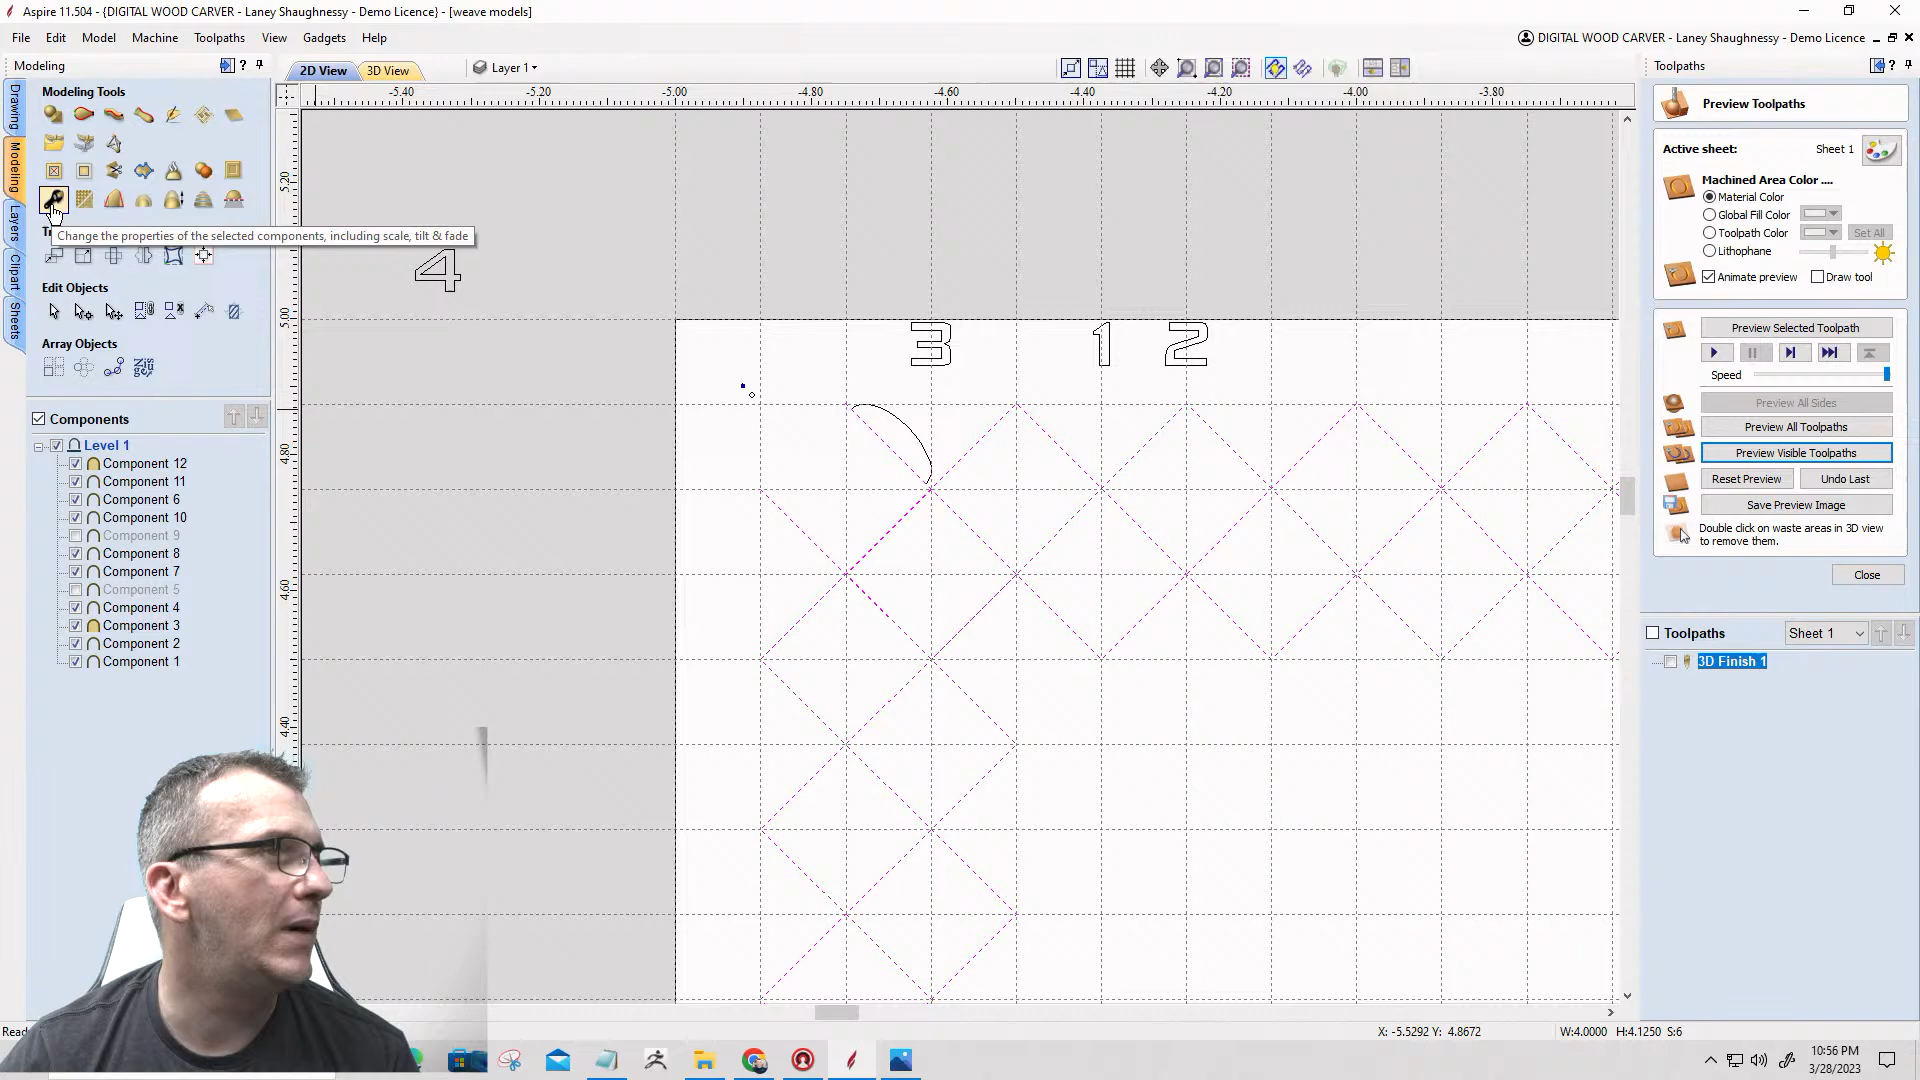 Aspire 11.504 - {DIGITAL WOOD CARVER - Laney Shaughnessy - Demo Licence} - [weave models]
File Edit Model Machine Toolpaths View Gadgets Help
DIGITAL WOOD CARVER - Laney Shaughnessy - Demo Licence
Modeling
2D View 3D View
Layer 1
Toolpaths
Drawing
Modeling
Layers
Clipart
Sheets
Modeling Tools
Change the properties of the selected components, including scale, tilt & fade
Edit Objects
Array Objects
Components
Level 1
Component 12
Component 11
Component 6
Component 10
Component 9
Component 8
Component 7
Component 5
Component 4
Component 3
Component 2
Component 1
-5.40 -5.20 -5.00 -4.80 -4.60 -4.40 -4.20 -4.00 -3.80
5.20
5.00
4.80
4.60
4.40
4
3 1 2
Preview Toolpaths
Active sheet: Sheet 1
Machined Area Color ....
Material Color
Global Fill Color
Toolpath Color Set All
Lithophane
Animate preview Draw tool
Preview Selected Toolpath
Speed
Preview All Sides
Preview All Toolpaths
Preview Visible Toolpaths
Reset Preview Undo Last
Save Preview Image
Double click on waste areas in 3D view
to remove them.
Close
Toolpaths Sheet 1
3D Finish 1
X: -5.5292 Y: 4.8672 W:4.0000 H:4.1250 S:6
10:56 PM
3/28/2023